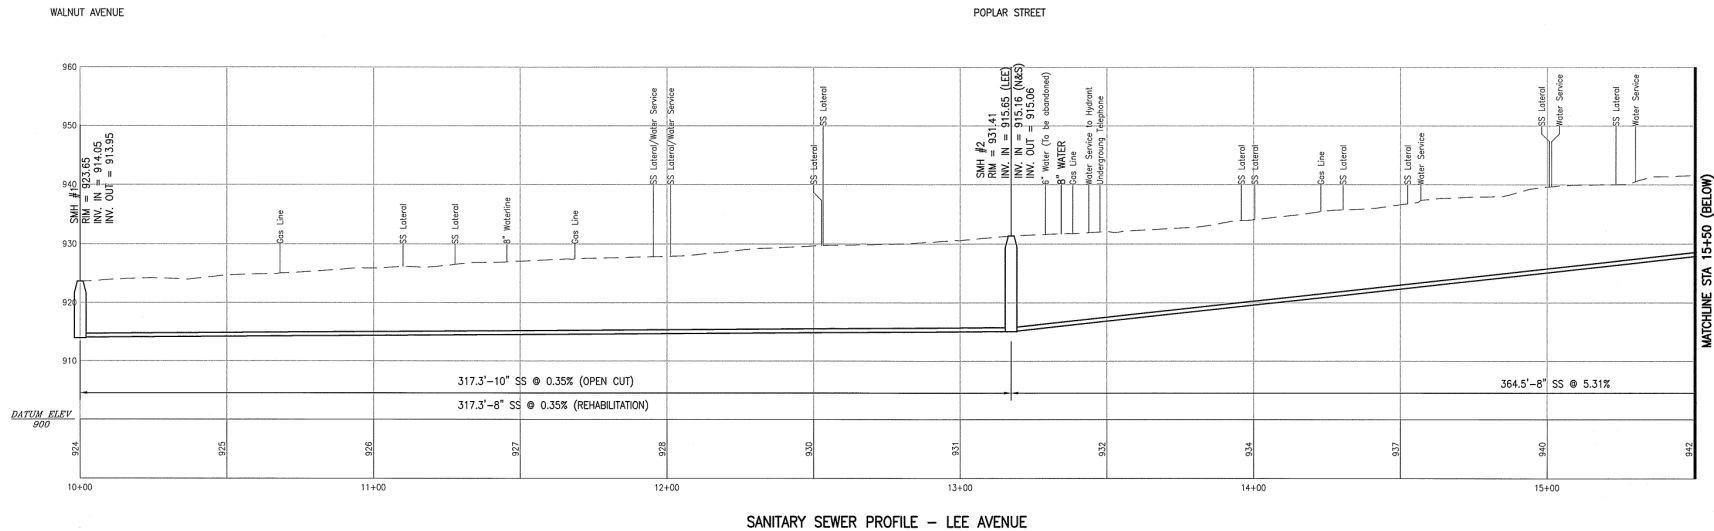 WALNUT AVENUE
POPLAR STREET
960
950
940
930
920
910
SMH #1
RIM = 923.65
INV. IN = 914.05
INV. OUT = 913.95
Gas Line
SS Lateral
SS Lateral
8" Waterline
Gas Line
SS Lateral/Water Service
SS Lateral/Water Service
SS Lateral
SS Lateral
SMH #2
RIM = 931.41
INV. IN = 915.65 (LEE)
INV. IN = 915.16 (N&S)
INV. OUT = 915.06
6" Water (To be abandoned)
8" WATER
Gas Line
Water Service to Hydrant
Undergroung Telephone
SS Lateral
SS Lateral
Gas Line
SS Lateral
SS Lateral
Water Service
SS Lateral
Water Service
SS Lateral
Water Service
MATCHLINE STA 15+50 (BELOW)
317.3'-10" SS @ 0.35% (OPEN CUT)
317.3'-8" SS @ 0.35% (REHABILITATION)
364.5'-8" SS @ 5.31%
DATUM ELEV
900
924
925
926
927
928
930
931
932
934
937
940
942
10+00
11+00
12+00
13+00
14+00
15+00
SANITARY SEWER PROFILE - LEE AVENUE